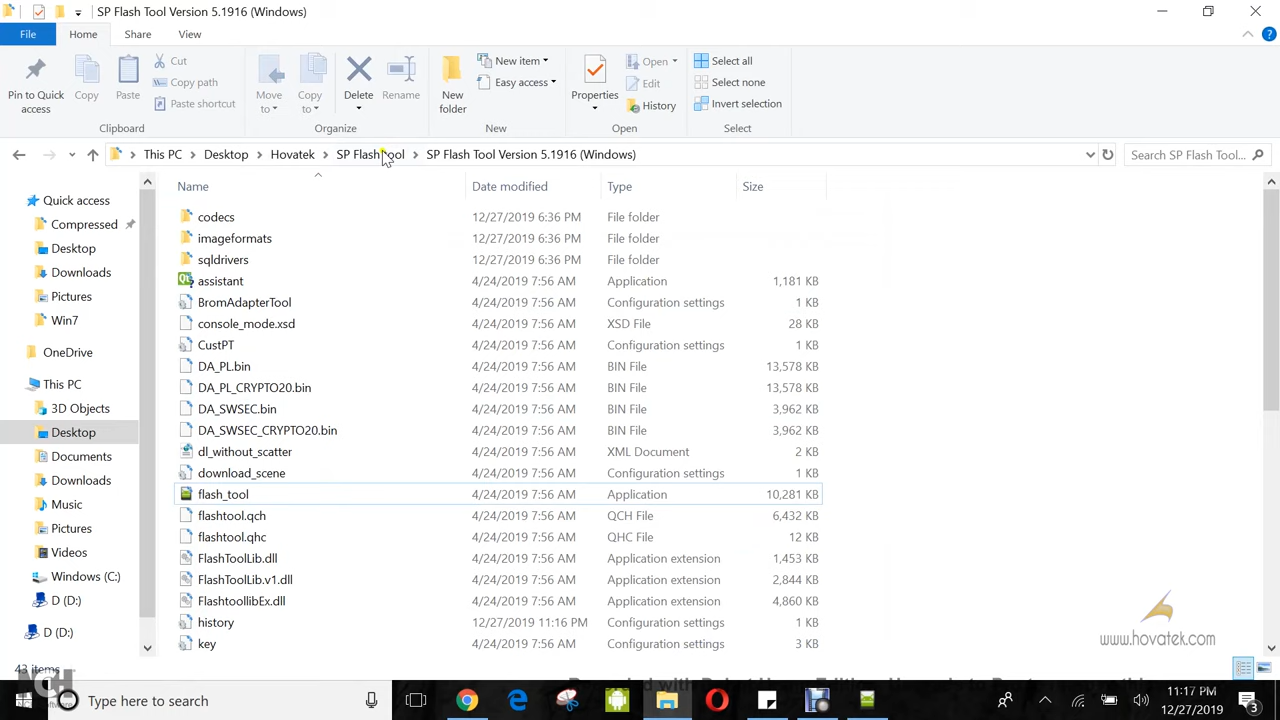 SP Flash Tool Version 5.1916 (Windows)
File Home Share View
Pin to Quick access
Copy
Paste
Cut
Copy path
Paste shortcut
Clipboard
Move to
Copy to
Delete
Rename
Organize
New folder
New item
Easy access
New
Properties
Open
Edit
History
Open
Select all
Select none
Invert selection
Select
This PC > Desktop > Hovatek > SP Flash tool > SP Flash Tool Version 5.1916 (Windows)
Search SP Flash Tool...
Quick access
Compressed
Desktop
Downloads
Pictures
Win7
OneDrive
This PC
3D Objects
Desktop
Documents
Downloads
Music
Pictures
Videos
Windows (C:)
D (D:)
D (D:)
Name Date modified Type Size
codecs 12/27/2019 6:36 PM File folder
imageformats 12/27/2019 6:36 PM File folder
sqldrivers 12/27/2019 6:36 PM File folder
assistant 4/24/2019 7:56 AM Application 1,181 KB
BromAdapterTool 4/24/2019 7:56 AM Configuration settings 1 KB
console_mode.xsd 4/24/2019 7:56 AM XSD File 28 KB
CustPT 4/24/2019 7:56 AM Configuration settings 1 KB
DA_PL.bin 4/24/2019 7:56 AM BIN File 13,578 KB
DA_PL_CRYPTO20.bin 4/24/2019 7:56 AM BIN File 13,578 KB
DA_SWSEC.bin 4/24/2019 7:56 AM BIN File 3,962 KB
DA_SWSEC_CRYPTO20.bin 4/24/2019 7:56 AM BIN File 3,962 KB
dl_without_scatter 4/24/2019 7:56 AM XML Document 2 KB
download_scene 4/24/2019 7:56 AM Configuration settings 1 KB
flash_tool 4/24/2019 7:56 AM Application 10,281 KB
flashtool.qch 4/24/2019 7:56 AM QCH File 6,432 KB
flashtool.qhc 4/24/2019 7:56 AM QHC File 12 KB
FlashToolLib.dll 4/24/2019 7:56 AM Application extension 1,453 KB
FlashToolLib.v1.dll 4/24/2019 7:56 AM Application extension 2,844 KB
FlashtoollibEx.dll 4/24/2019 7:56 AM Application extension 4,860 KB
history 12/27/2019 11:16 PM Configuration settings 1 KB
key 4/24/2019 7:56 AM Configuration settings 3 KB
www.hovatek.com
43 items
NCH
Type here to search
11:17 PM
12/27/2019
3